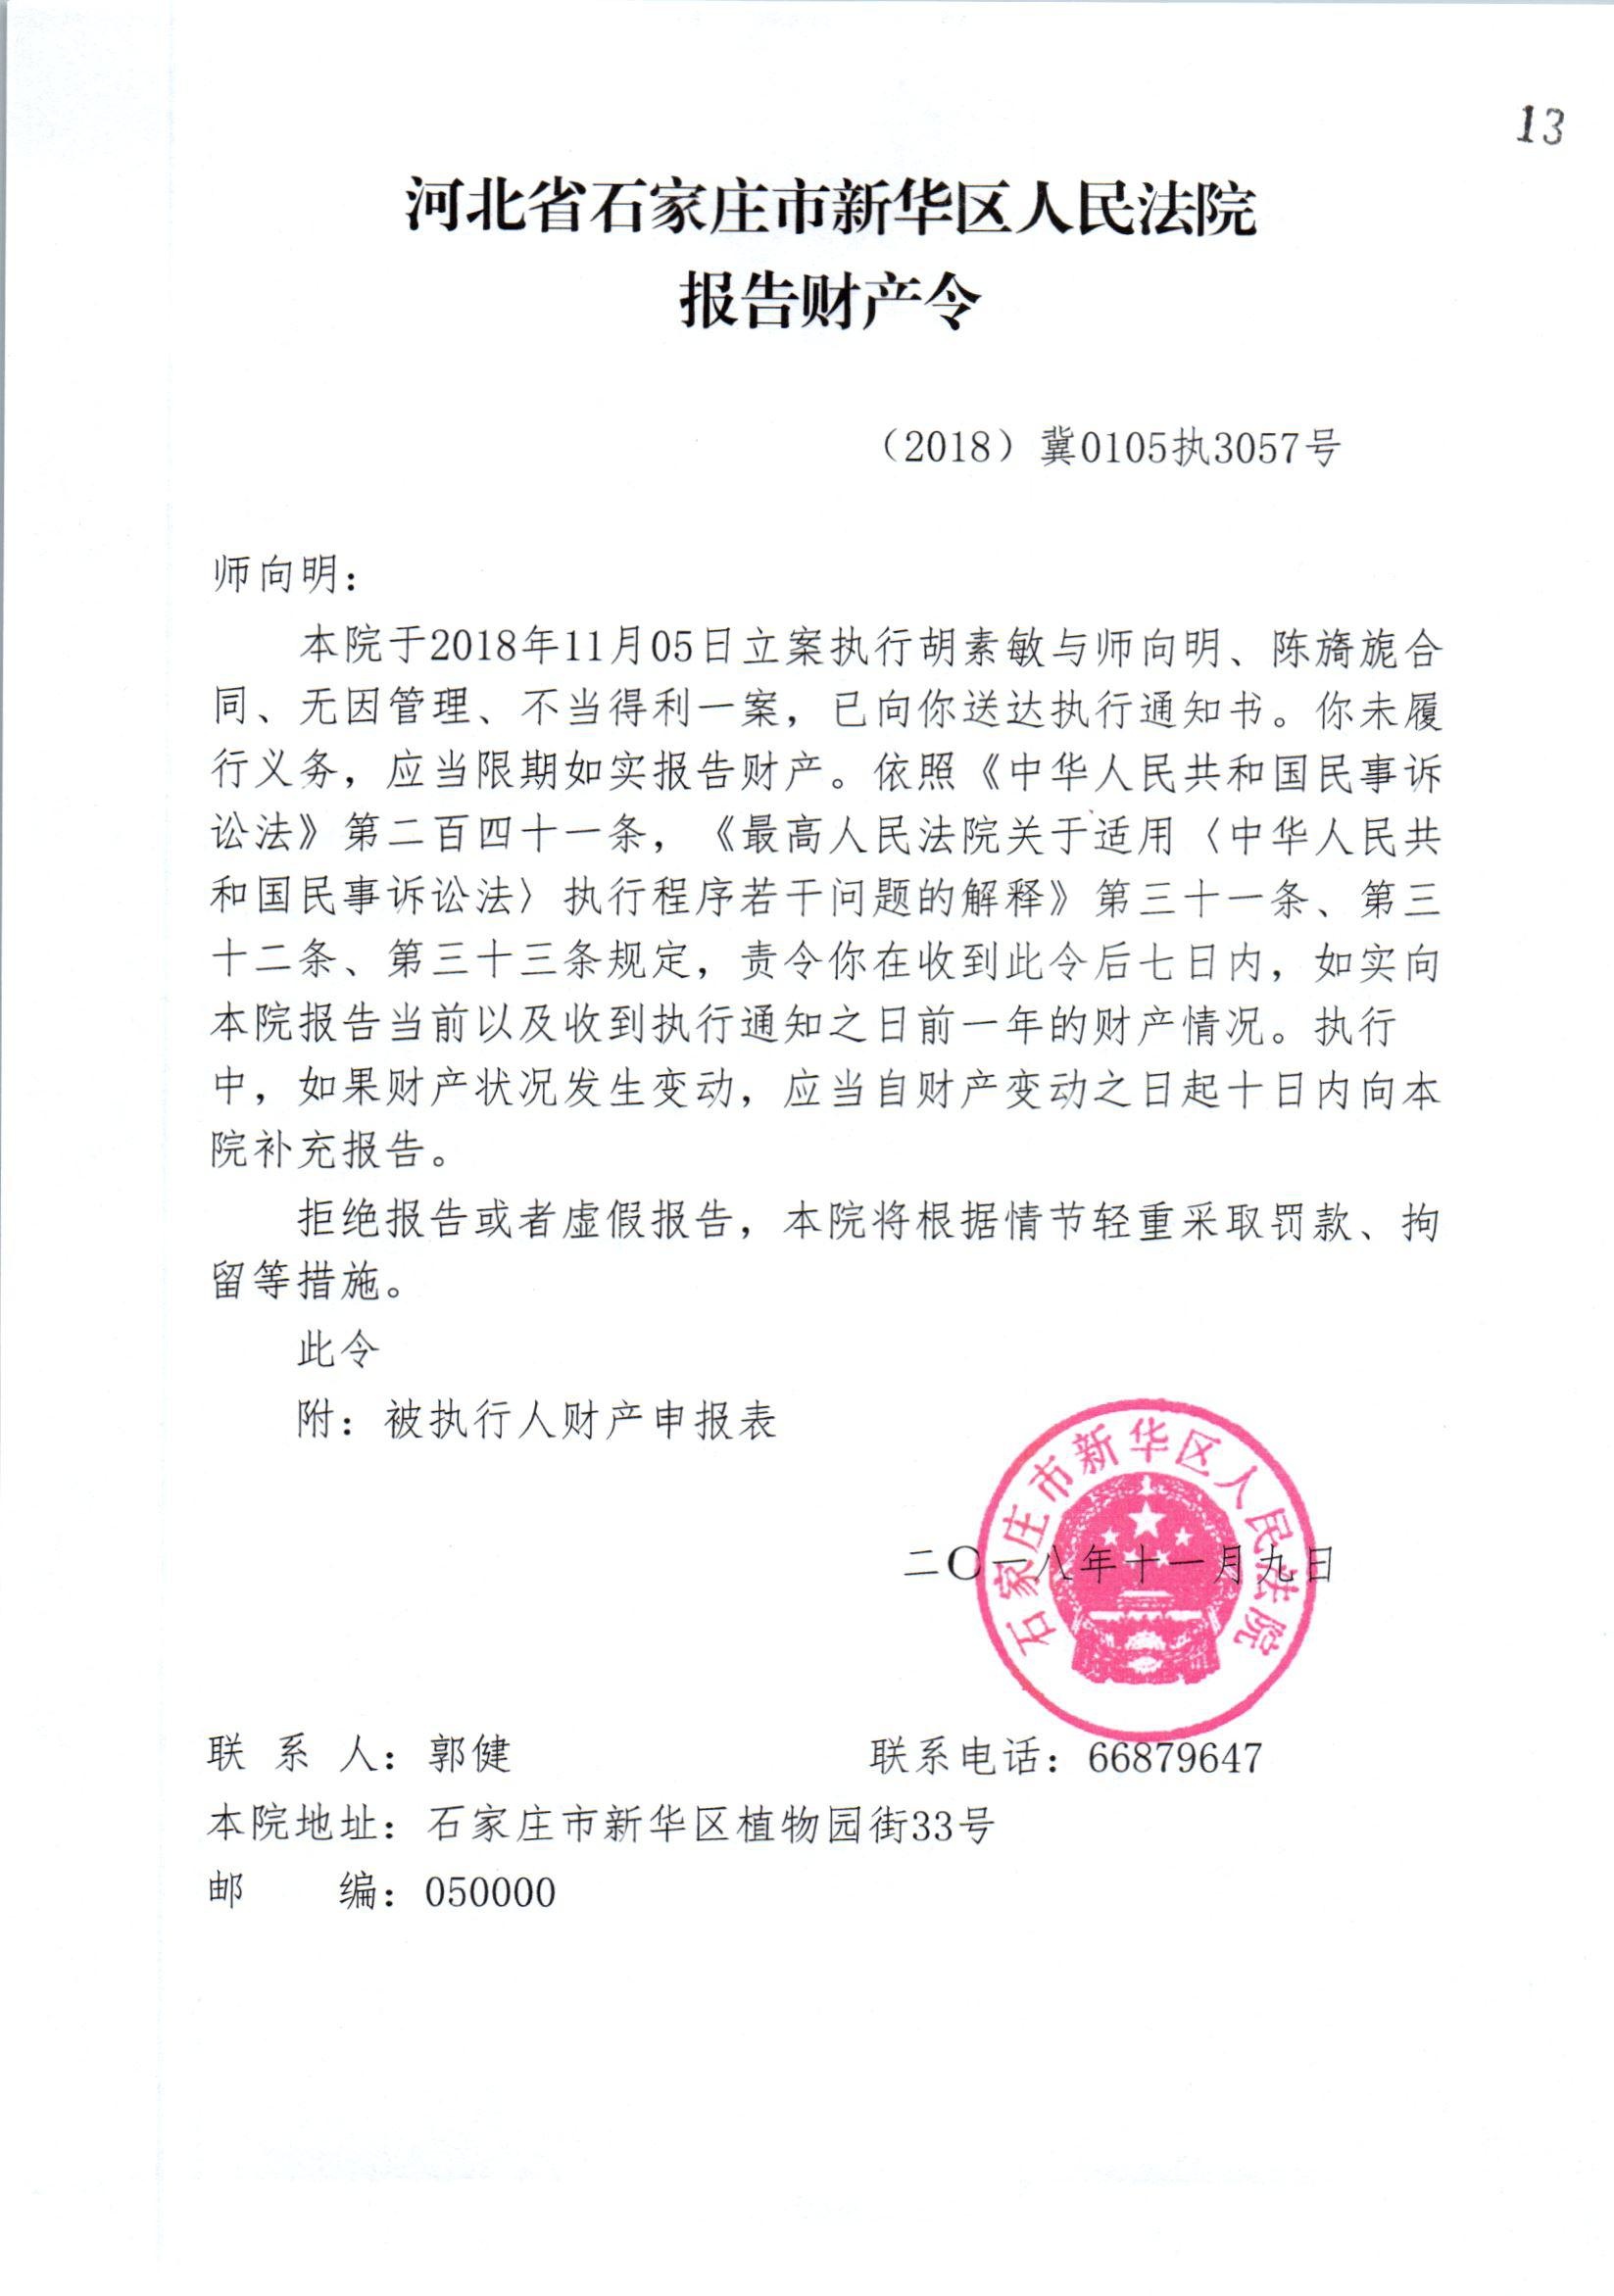 13
河北省石家庄市新华区人民法院
报告财产令
（2018）冀0105执3057号
师向明：
本院于2018年11月05日立案执行胡素敏与师向明、陈旖旎合
同、无因管理、不当得利一案，已向你送达执行通知书。你未履
行义务，应当限期如实报告财产。依照《中华人民共和国民事诉
讼法》第二百四十一条，《最高人民法院关于适用〈中华人民共
和国民事诉讼法〉执行程序若干问题的解释》第三十一条、第三
十二条、第三十三条规定，责令你在收到此令后七日内，如实向
本院报告当前以及收到执行通知之日前一年的财产情况。执行
中，如果财产状况发生变动，应当自财产变动之日起十日内向本
院补充报告。
拒绝报告或者虚假报告，本院将根据情节轻重采取罚款、拘
留等措施。
此令
附：被执行人财产申报表
石家庄市新华区人民法院
二〇一八年十一月九日
联 系 人：郭健 联系电话：66879647
本院地址：石家庄市新华区植物园街33号
邮 编：050000